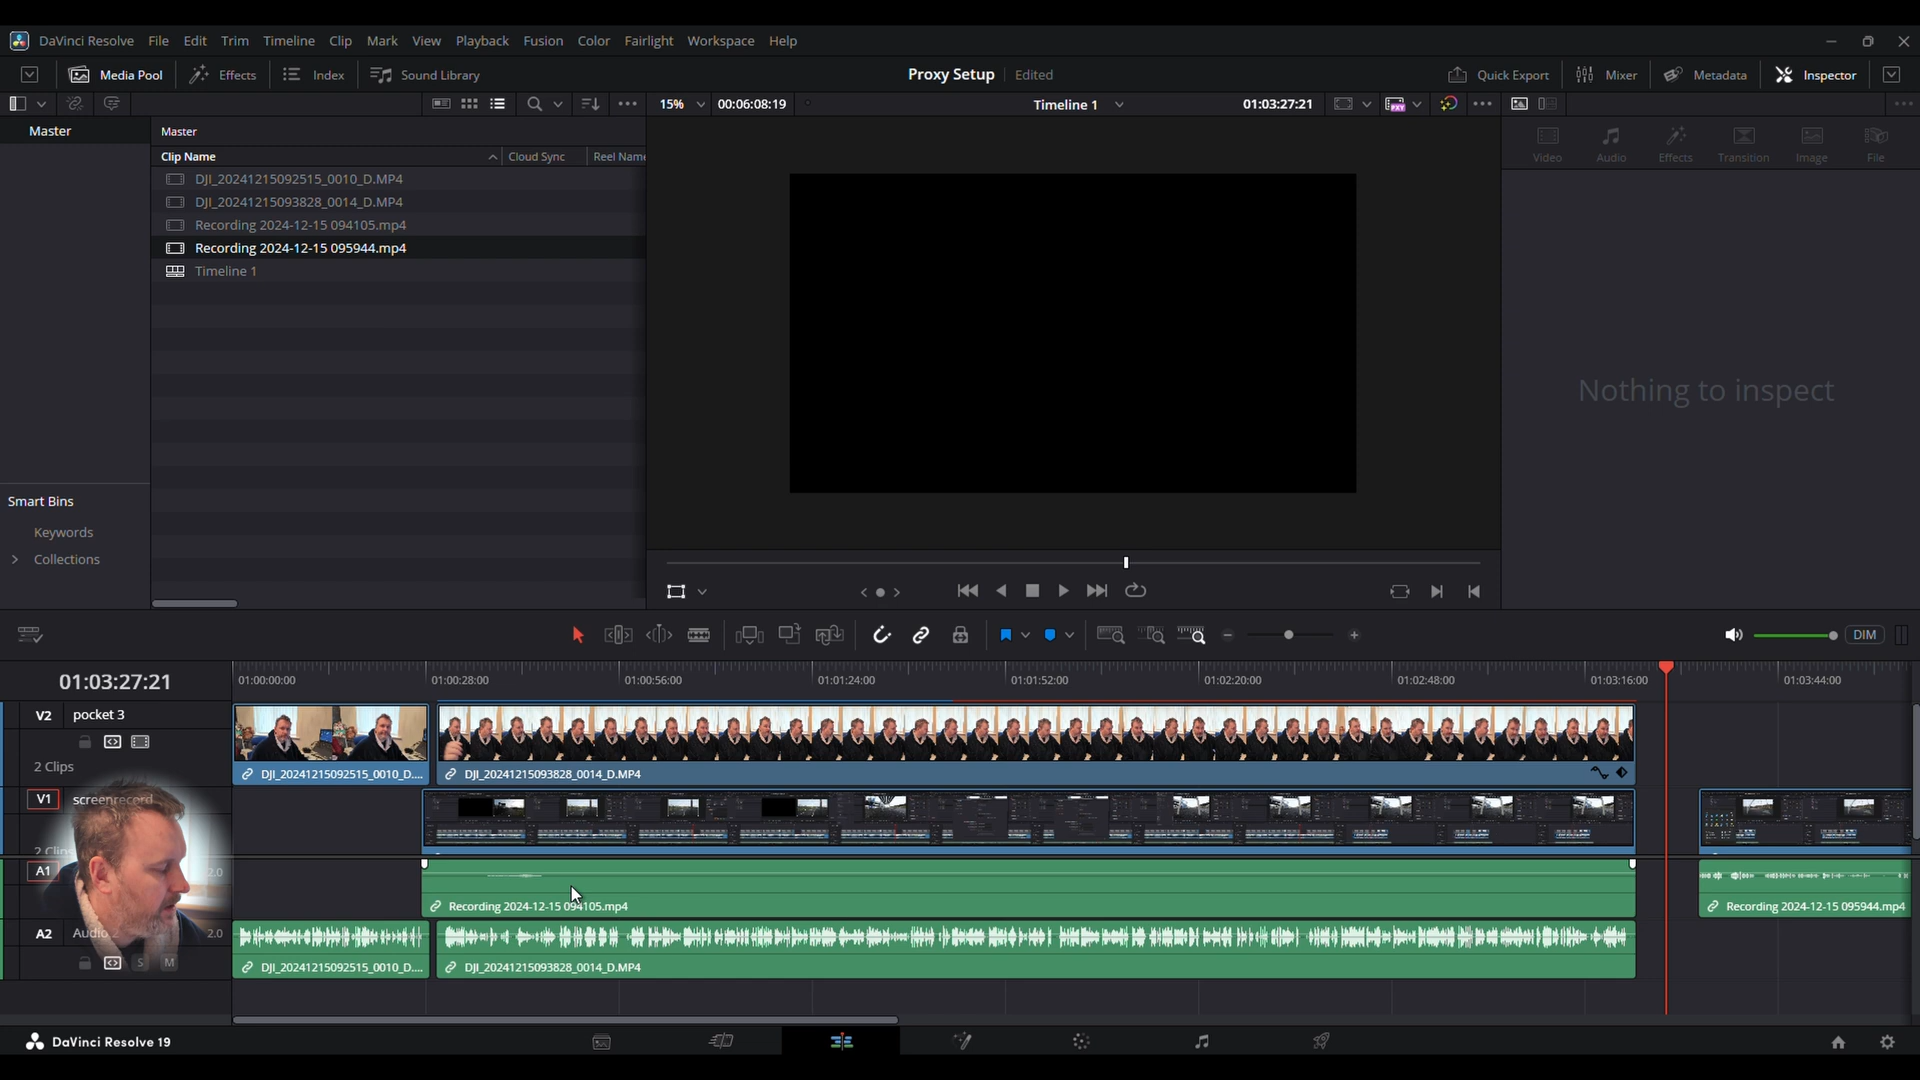 DaVinci Resolve File Edit Trim Timeline Clip Mark View Playback Fusion Color Fairlight Workspace Help
Media Pool Effects Index Sound Library Proxy Setup Edited Quick Export Mixer Metadata Inspector
15% 00:06:08:19 Timeline 1 01:03:27:21
Master Master
Video Audio Effects Transition Image File
Clip Name Cloud Sync Reel Name
DJI_20241215092515_0010_D.MP4
DJI_20241215093828_0014_D.MP4
Recording 2024-12-15 094105.mp4
Recording 2024-12-15 095944.mp4
Timeline 1
Nothing to inspect
Smart Bins
Keywords
Collections
DIM
01:03:27:21 01:00:00:00 01:00:28:00 01:00:56:00 01:01:24:00 01:01:52:00 01:02:20:00 01:02:48:00 01:03:16:00 01:03:44:00
V2 pocket 3
2 Clips
DJI_20241215092515_0010_D.... DJI_20241215093828_0014_D.MP4
V1 screenrecord
2 Clips
A1 2.0
Recording 2024-12-15 094105.mp4 Recording 2024-12-15 095944.mp4
A2 Audio 2 2.0
S M
DJI_20241215092515_0010_D.... DJI_20241215093828_0014_D.MP4
DaVinci Resolve 19